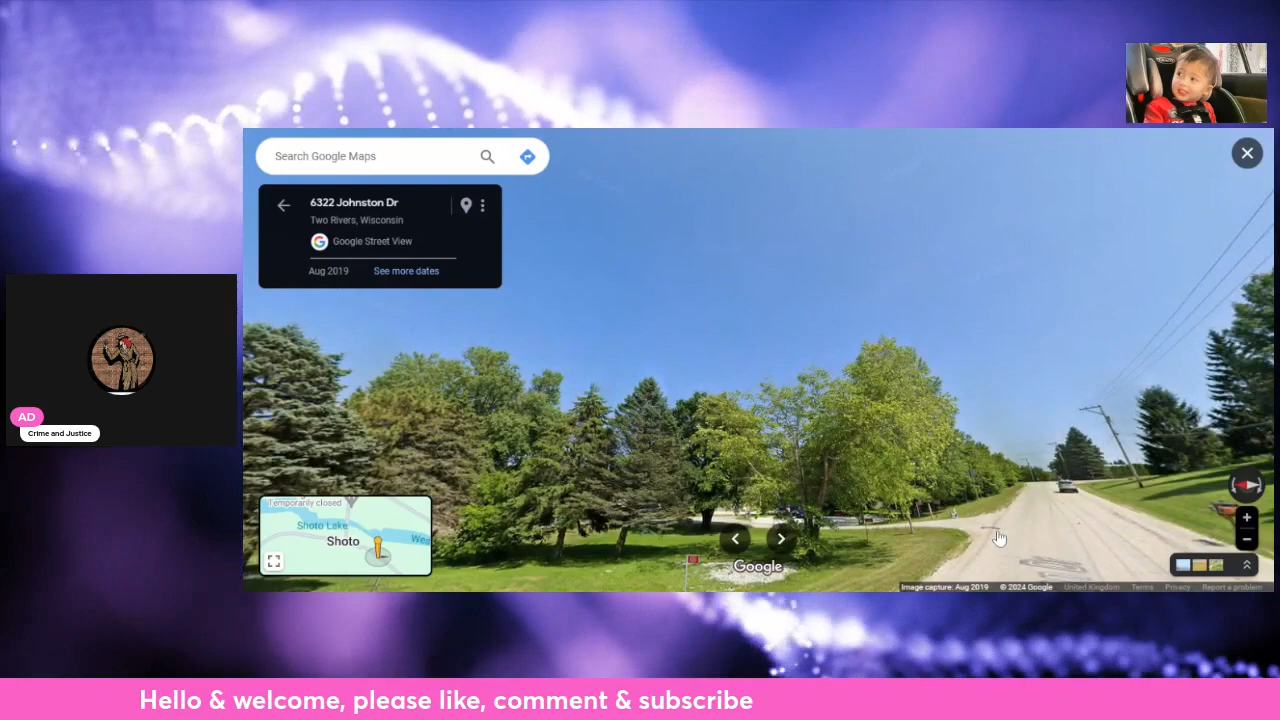 Search Google Maps
6322 Johnston Dr
Two Rivers, Wisconsin
Google Street View
Aug 2019 See more dates
AD
Crime and Justice
Temporarily closed
Shoto Lake
Shoto
Wes
Google
Image capture: Aug 2019 © 2024 Google United Kingdom Terms Privacy Report a problem
Hello & welcome, please like, comment & subscribe